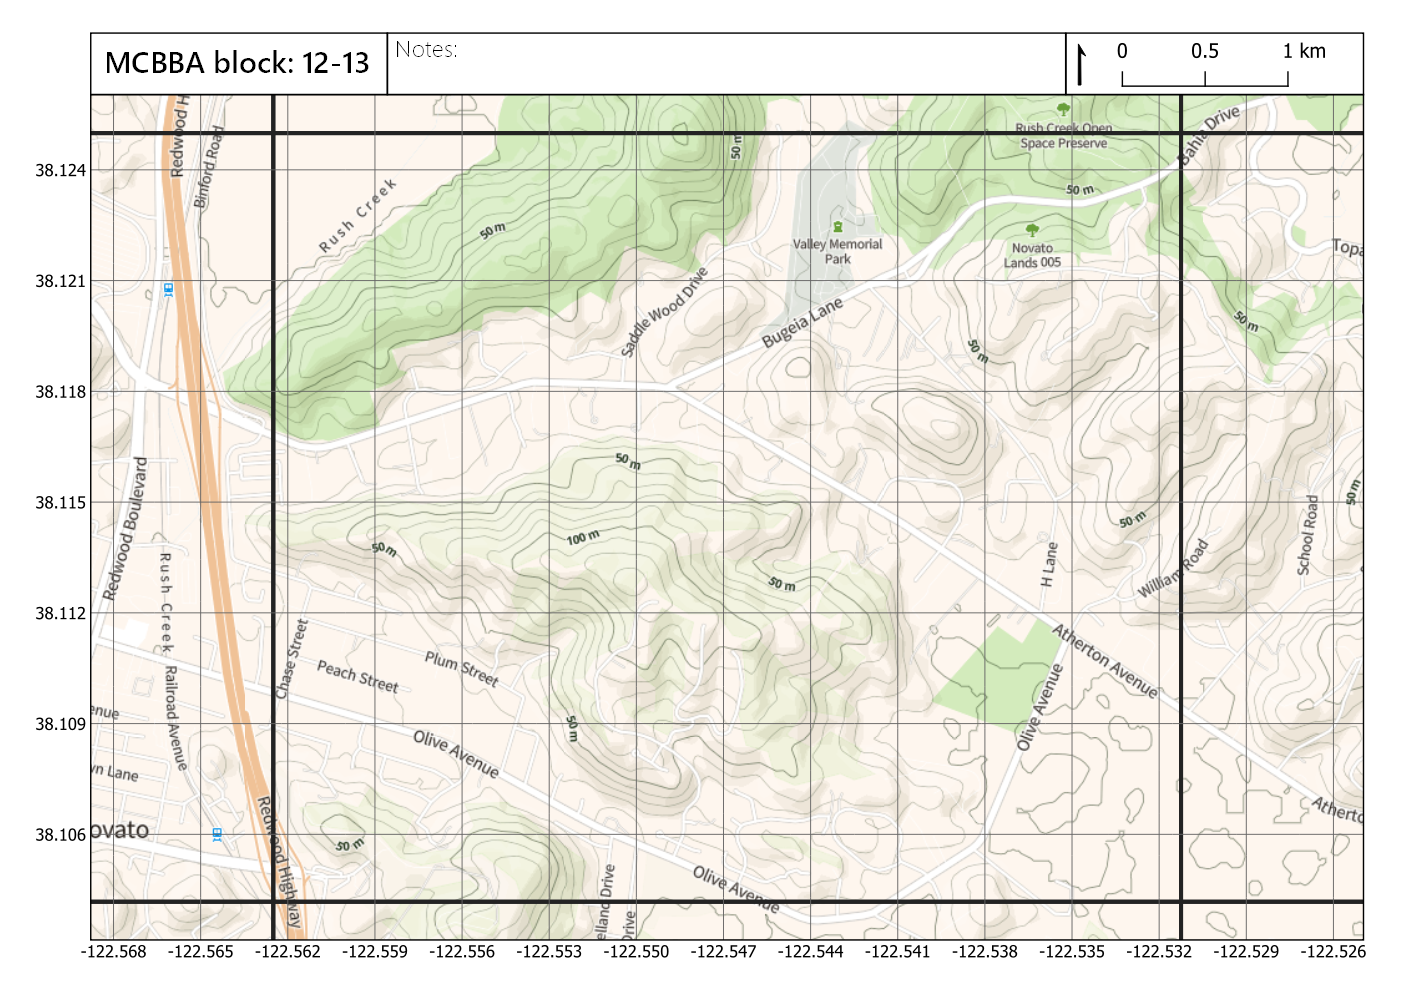 MCBBA block: 12-13
Notes:
0 0.5 1 km
Redwood H
Binford Road
Rush Creek
50 m
50 m
Rush Creek Open
Space Preserve
Bahia Drive
50 m
38.124
Valley Memorial
Park
Novato
Lands 005
Topa
38.121
Saddle Wood Drive
Bugeia Lane
50 m
50 m
38.118
50 m
Redwood Boulevard
38.115
100 m
50 m
50 m
50 m
50 m
School Road
H Lane
William Road
Rush Creek
38.112
Chase Street
Peach Street
Plum Street
Atherton Avenue
Railroad Avenue
enue
38.109
50 m
Olive Avenue
Olive Avenue
wn Lane
Atherto
ovato
38.106
50 m
Redwood Highway
Olive Avenue
elland Drive
Drive
-122.568 -122.565 -122.562 -122.559 -122.556 -122.553 -122.550 -122.547 -122.544 -122.541 -122.538 -122.535 -122.532 -122.529 -122.526